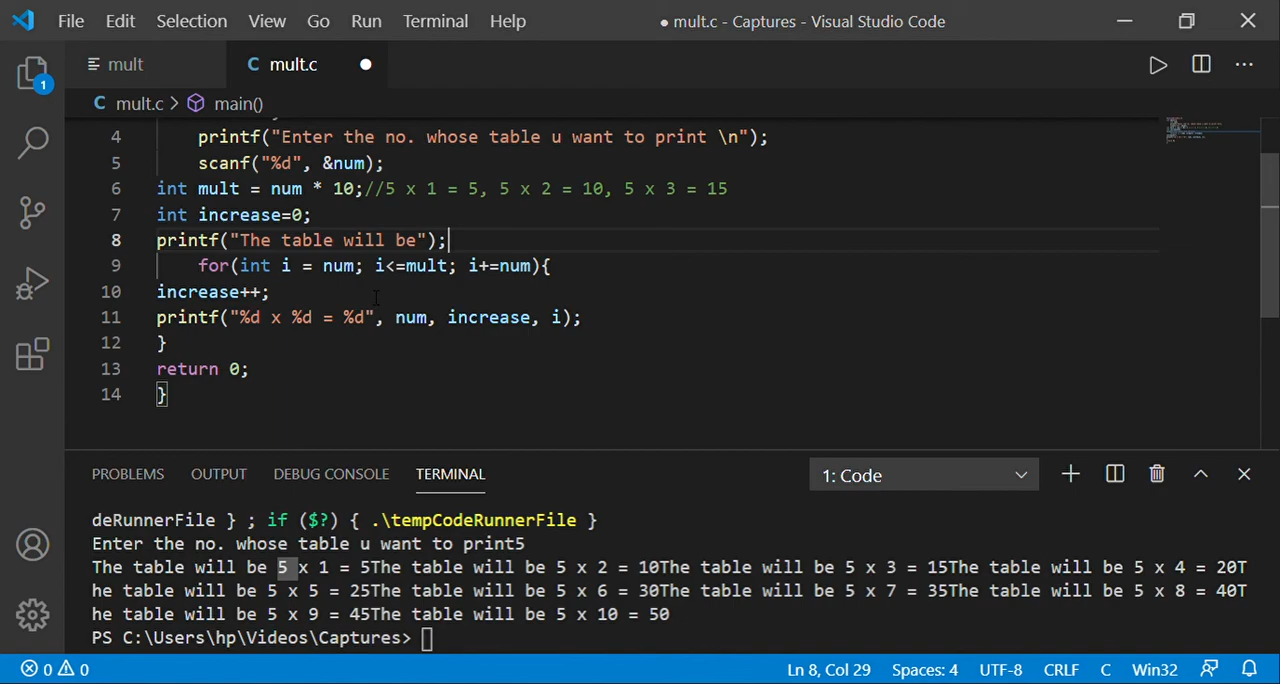 File Edit Selection View Go Run Terminal Help ● mult.c - Captures - Visual Studio Code
mult C mult.c
C mult.c > main()
4 printf("Enter the no. whose table u want to print \n");
5 scanf("%d", &num);
6 int mult = num * 10;//5 x 1 = 5, 5 x 2 = 10, 5 x 3 = 15
7 int increase=0;
8 printf("The table will be");
9 for(int i = num; i<=mult; i+=num){
10 increase++;
11 printf("%d x %d = %d", num, increase, i);
12 }
13 return 0;
14 }
1
PROBLEMS OUTPUT DEBUG CONSOLE TERMINAL 1: Code
deRunnerFile } ; if ($?) { .\tempCodeRunnerFile }
Enter the no. whose table u want to print5
The table will be 5 x 1 = 5The table will be 5 x 2 = 10The table will be 5 x 3 = 15The table will be 5 x 4 = 20T
he table will be 5 x 5 = 25The table will be 5 x 6 = 30The table will be 5 x 7 = 35The table will be 5 x 8 = 40T
he table will be 5 x 9 = 45The table will be 5 x 10 = 50
PS C:\Users\hp\Videos\Captures>
0 0 Ln 8, Col 29 Spaces: 4 UTF-8 CRLF C Win32